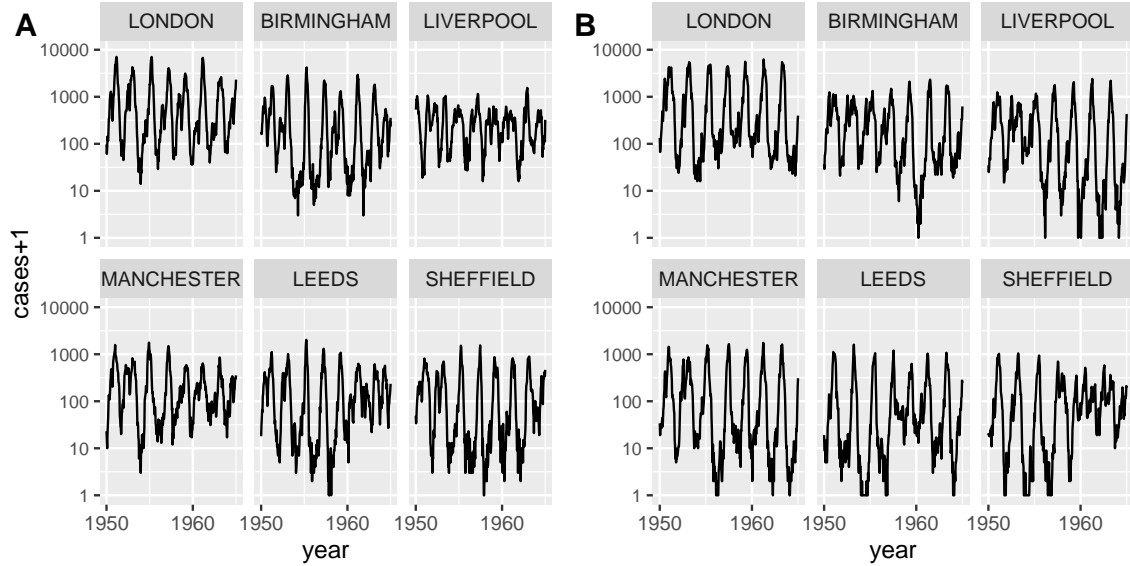 A
LONDON BIRMINGHAM LIVERPOOL
10000
1000
100
10
1
MANCHESTER LEEDS SHEFFIELD
10000
1000
100
10
1
1950 1960 1950 1960 1950 1960
year
cases+1
B
LONDON BIRMINGHAM LIVERPOOL
10000
1000
100
10
1
MANCHESTER LEEDS SHEFFIELD
10000
1000
100
10
1
1950 1960 1950 1960 1950 1960
year